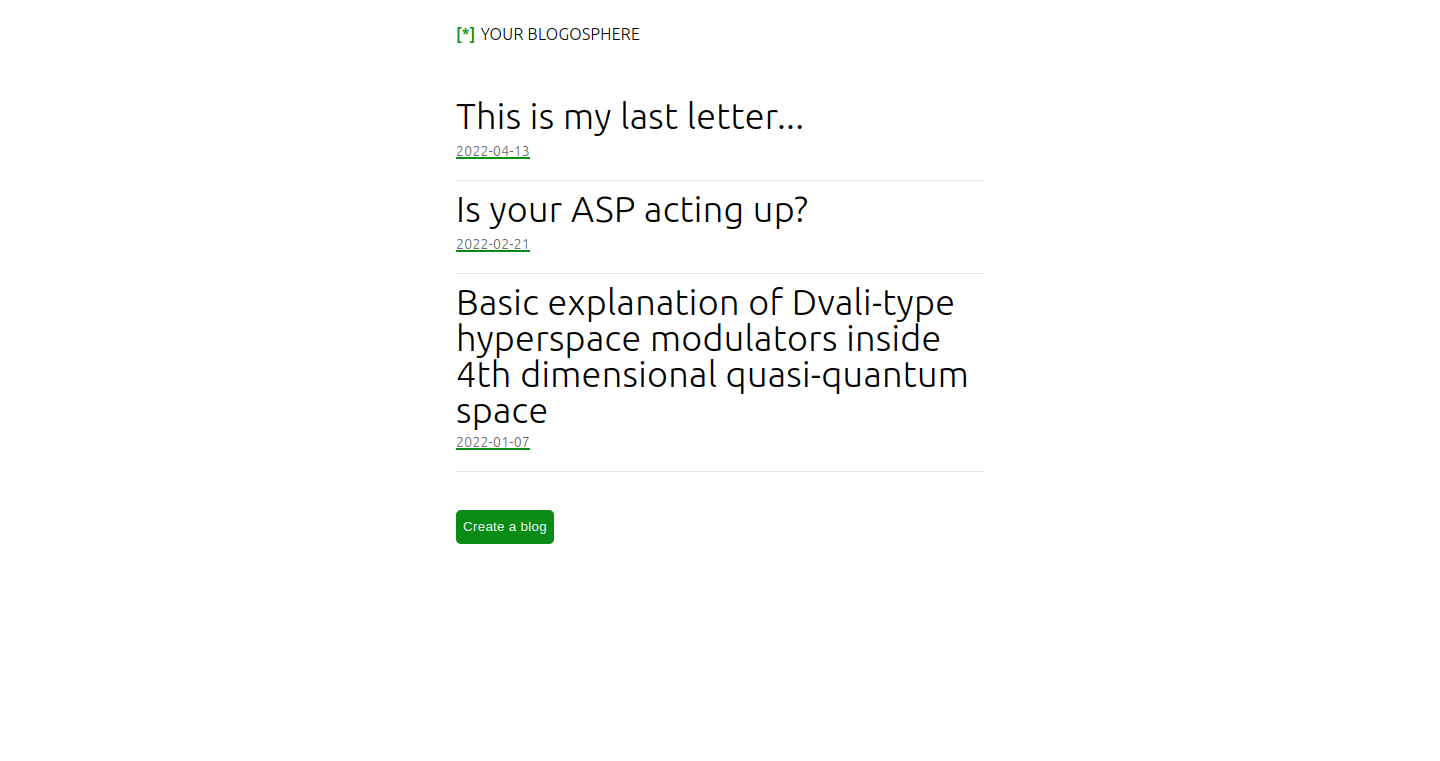 [*] YOUR BLOGOSPHERE
This is my last letter...
2022-04-13
Is your ASP acting up?
2022-02-21
Basic explanation of Dvali-type
hyperspace modulators inside
4th dimensional quasi-quantum
space
2022-01-07
Create a blog